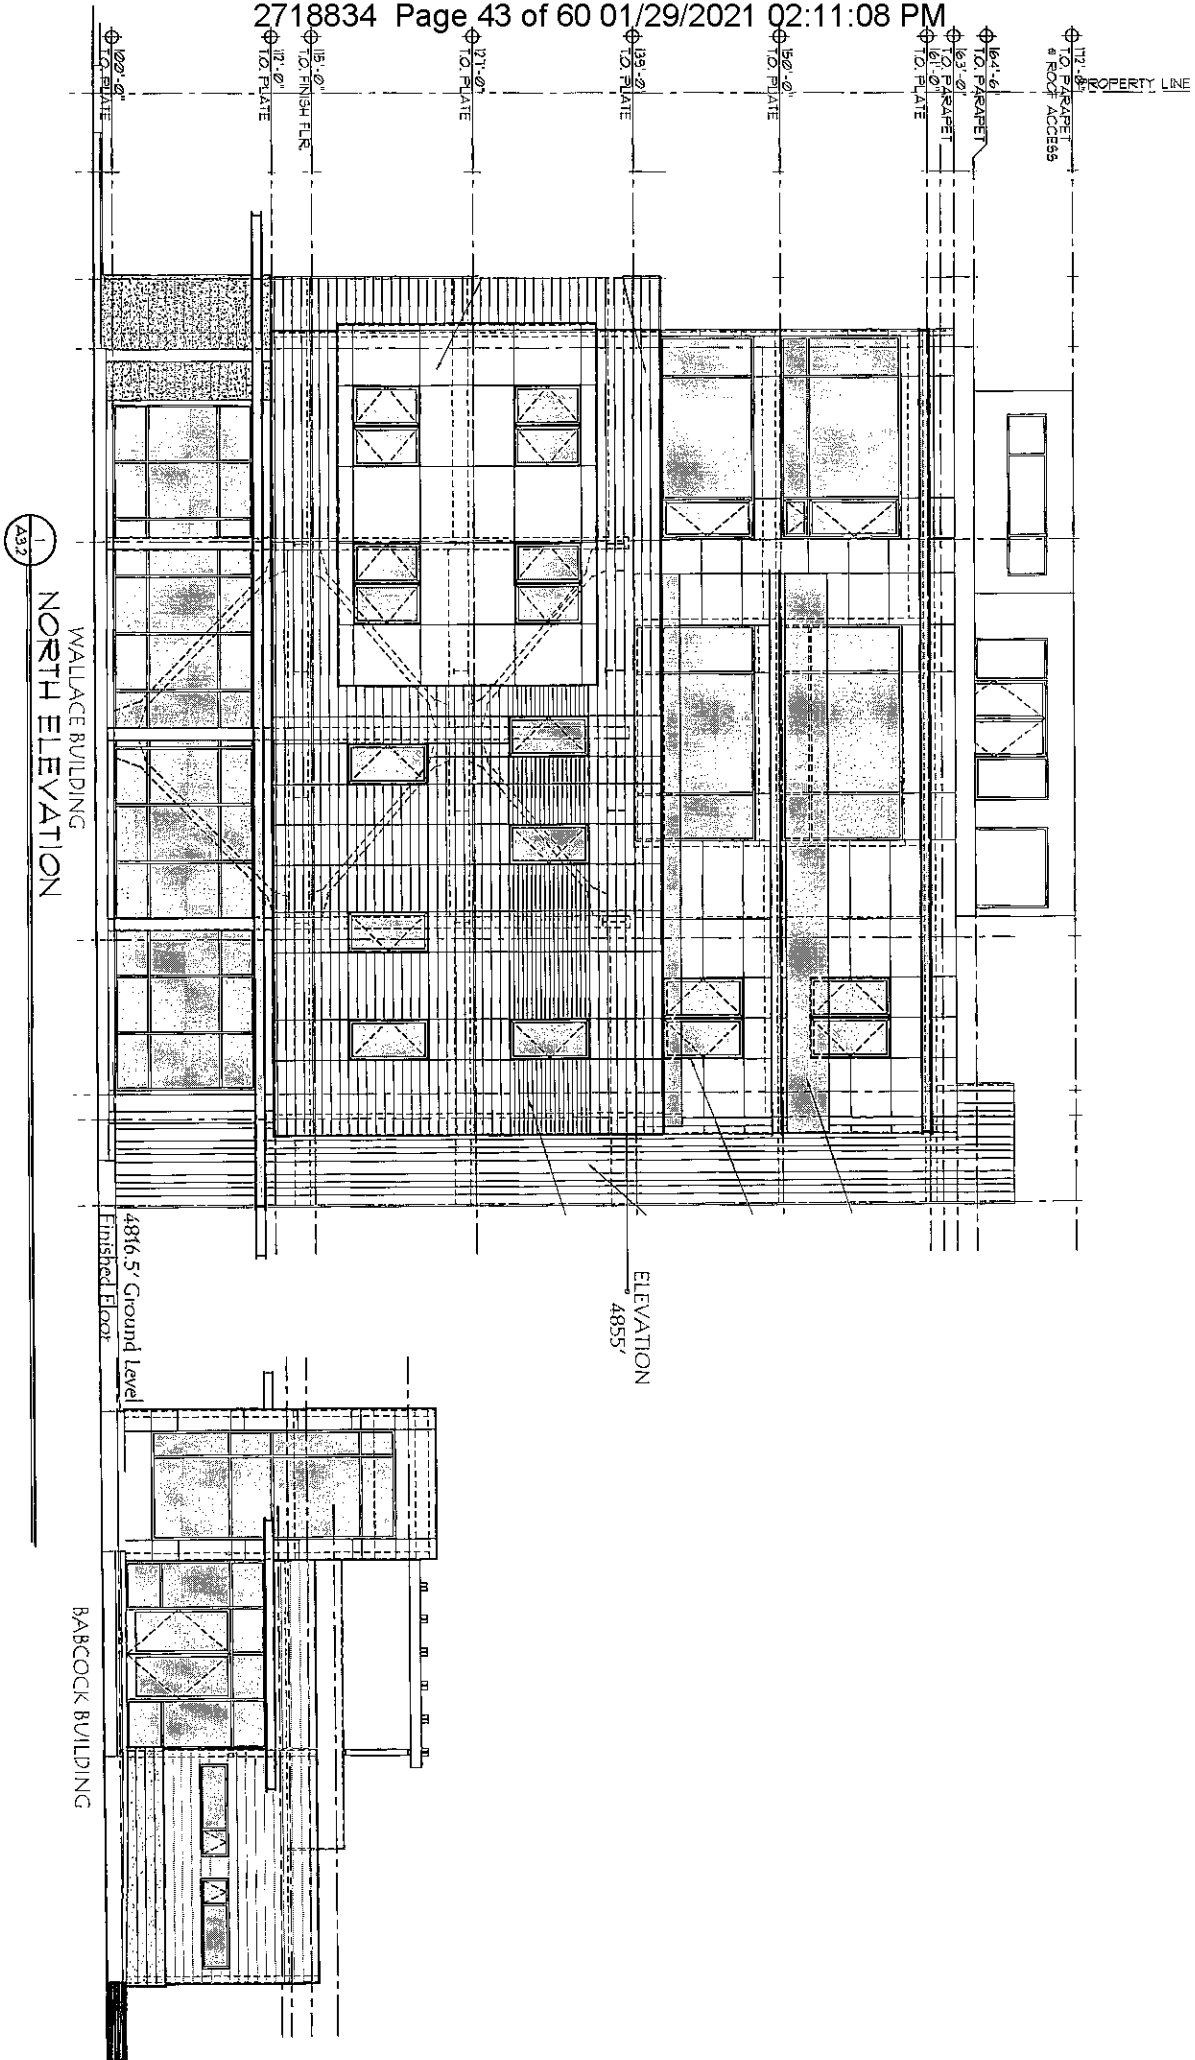 2718834 Page 43 of 60 01/29/2021 02:11:08 PM
PROPERTY LINE
172'-8"
T.O. PARAPET
@ ROOF ACCESS
164'-6"
T.O. PARAPET
163'-0"
T.O. PARAPET
161'-0"
T.O. PLATE
150'-0"
T.O. PLATE
139'-0"
T.O. PLATE
127'-0"
T.O. PLATE
115'-0"
T.O. FINISH FLR.
112'-0"
T.O. PLATE
100'-0"
T.O. PLATE
ELEVATION
4855'
4816.5' Ground Level
Finished Floor
WALLACE BUILDING
BABCOCK BUILDING
1
A3.2
NORTH ELEVATION